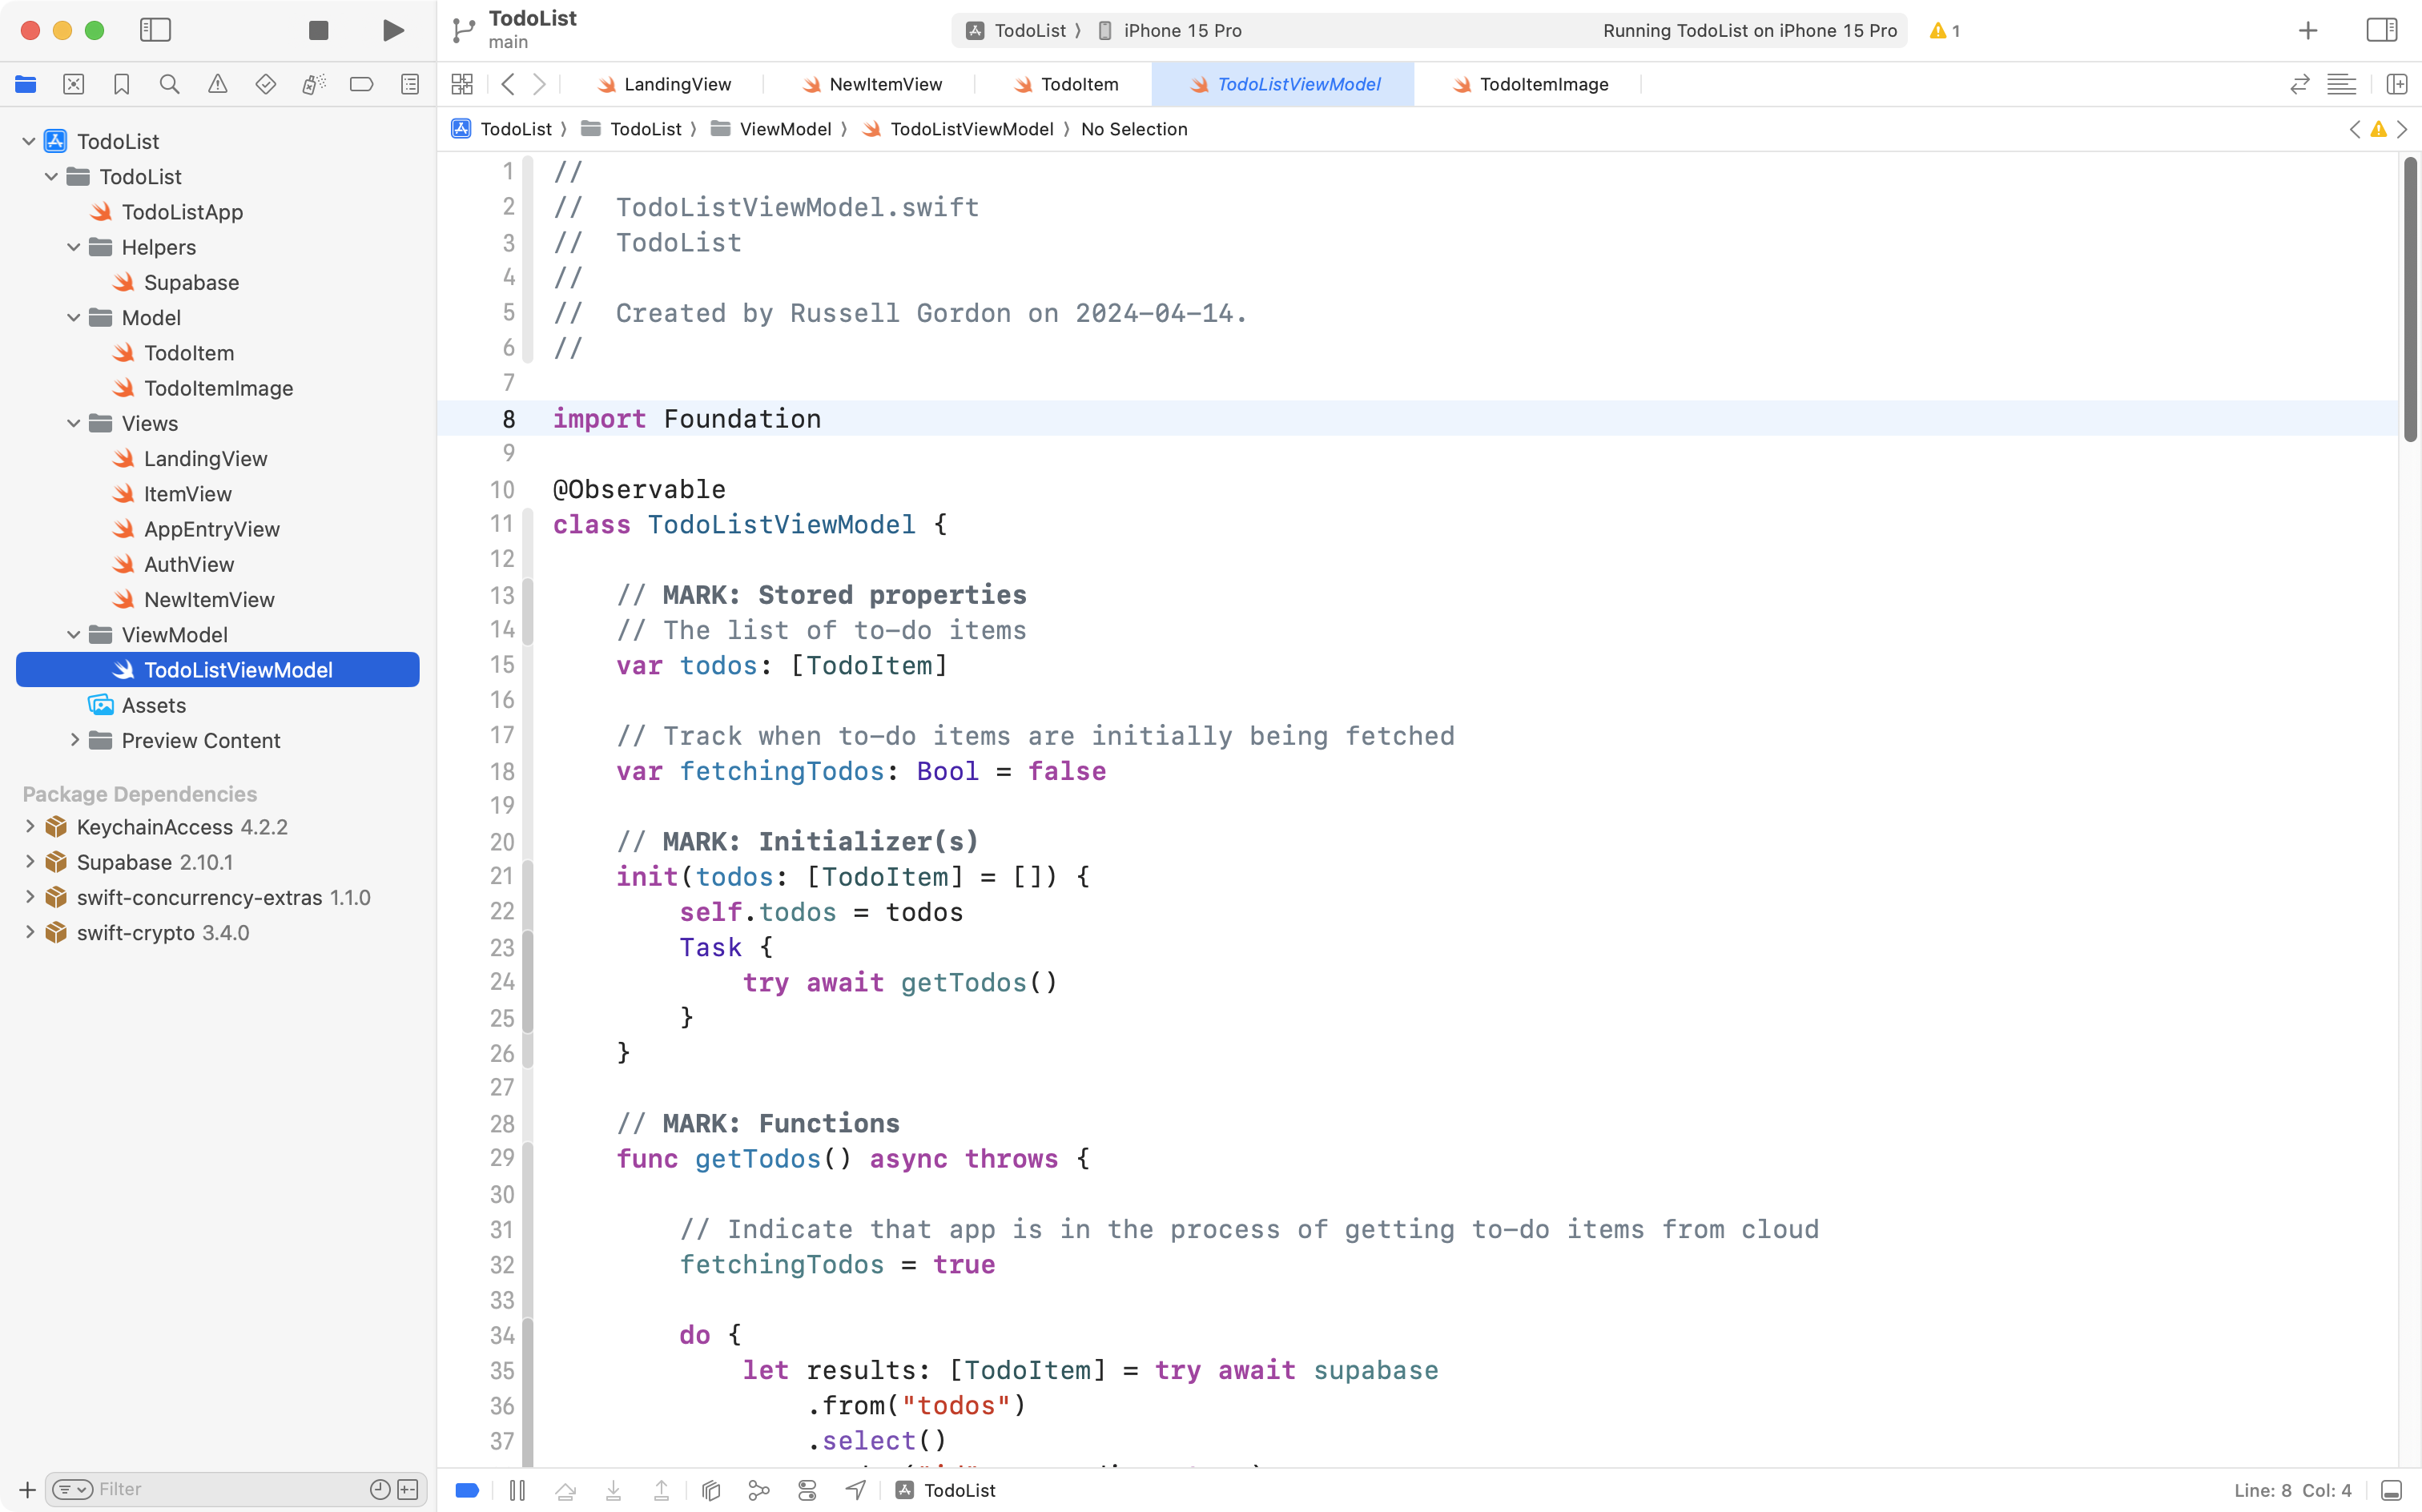 TodoList
main
TodoList 〉 iPhone 15 Pro
Running TodoList on iPhone 15 Pro
1
LandingView
NewItemView
TodoItem
TodoListViewModel
TodoItemImage
TodoList 〉 TodoList 〉 ViewModel 〉 TodoListViewModel 〉 No Selection
TodoList
TodoList
TodoListApp
Helpers
Supabase
Model
TodoItem
TodoItemImage
Views
LandingView
ItemView
AppEntryView
AuthView
NewItemView
ViewModel
TodoListViewModel
Assets
Preview Content
Package Dependencies
KeychainAccess 4.2.2
Supabase 2.10.1
swift-concurrency-extras 1.1.0
swift-crypto 3.4.0
Filter
1 //
2 //  TodoListViewModel.swift
3 //  TodoList
4 //
5 //  Created by Russell Gordon on 2024-04-14.
6 //
7
8 import Foundation
9
10 @Observable
11 class TodoListViewModel {
12
13     // MARK: Stored properties
14     // The list of to-do items
15     var todos: [TodoItem]
16
17     // Track when to-do items are initially being fetched
18     var fetchingTodos: Bool = false
19
20     // MARK: Initializer(s)
21     init(todos: [TodoItem] = []) {
22         self.todos = todos
23         Task {
24             try await getTodos()
25         }
26     }
27
28     // MARK: Functions
29     func getTodos() async throws {
30
31         // Indicate that app is in the process of getting to-do items from cloud
32         fetchingTodos = true
33
34         do {
35             let results: [TodoItem] = try await supabase
36                 .from("todos")
37                 .select()
TodoList
Line: 8  Col: 4